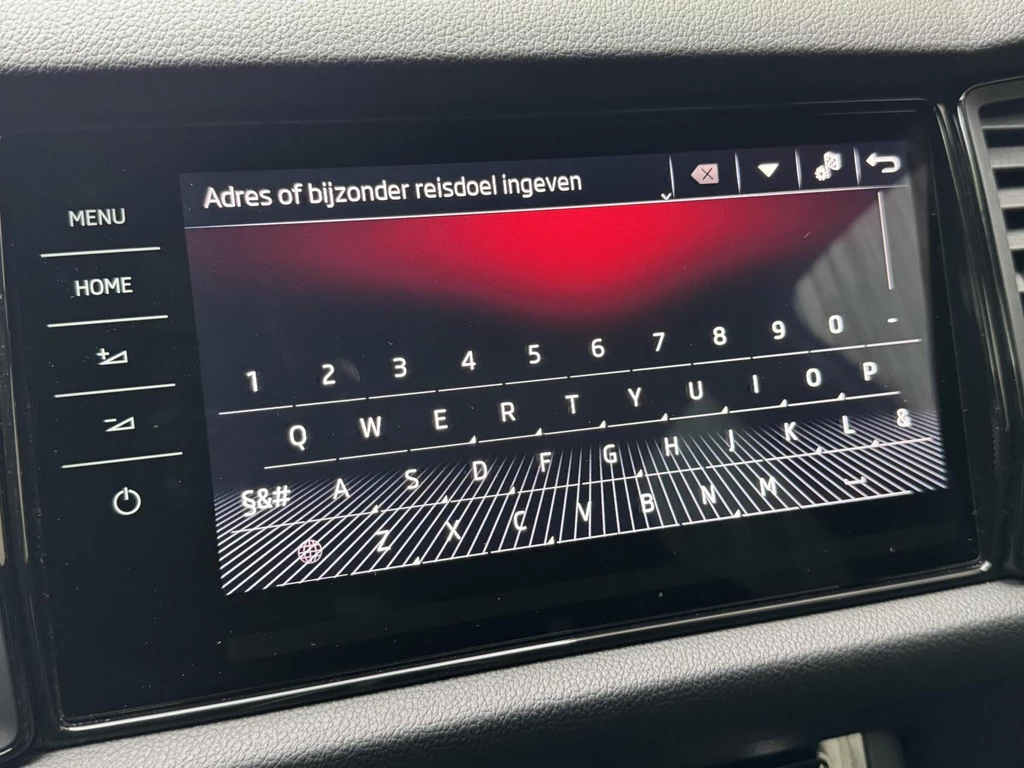 Adres of bijzonder reisdoel ingeven
MENU
HOME
1 2 3 4 5 6 7 8 9 0 -
Q W E R T Y U I O P
§&# A S D F G H J K L &
Z X C V B N M